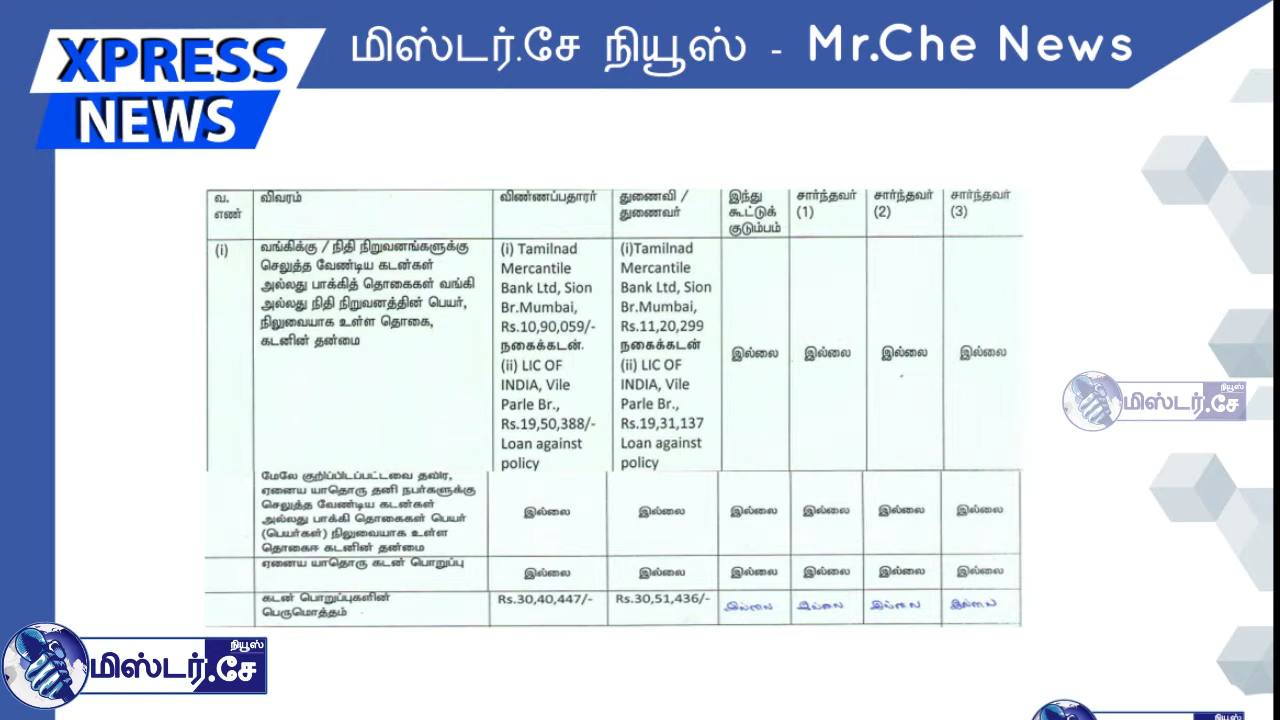 XPRESS
NEWS
மிஸ்டர்.சே நியூஸ் - Mr.Che News
வ.
எண்
விவரம்
விண்ணப்பதாரர்
துணைவி /
துணைவர்
இந்து
கூட்டுக்
குடும்பம்
சார்ந்தவர்
(1)
சார்ந்தவர்
(2)
சார்ந்தவர்
(3)
(i)
வங்கிக்கு / நிதி நிறுவனங்களுக்கு
செலுத்த வேண்டிய கடன்கள்
அல்லது பாக்கித் தொகைகள் வங்கி
அல்லது நிதி நிறுவனத்தின் பெயர்,
நிலுவையாக உள்ள தொகை,
கடனின் தன்மை
(i) Tamilnad
Mercantile
Bank Ltd, Sion
Br.Mumbai,
Rs.10,90,059/-
நகைக்கடன்.
(ii) LIC OF
INDIA, Vile
Parle Br.,
Rs.19,50,388/-
Loan against
policy
(i)Tamilnad
Mercantile
Bank Ltd, Sion
Br.Mumbai,
Rs.11,20,299
நகைக்கடன்
(ii) LIC OF
INDIA, Vile
Parle Br.,
Rs.19,31,137
Loan against
policy
இல்லை
இல்லை
இல்லை
இல்லை
மேலே குறிப்பிடப்பட்டவை தவிர,
ஏனைய யாதொரு தனி நபர்களுக்கு
செலுத்த வேண்டிய கடன்கள்
அல்லது பாக்கி தொகைகள் பெயர்
(பெயர்கள்) நிலுவையாக உள்ள
தொகைஈ கடனின் தன்மை
இல்லை
இல்லை
இல்லை
இல்லை
இல்லை
இல்லை
ஏனைய யாதொரு கடன் பொறுப்பு
இல்லை
இல்லை
இல்லை
இல்லை
இல்லை
இல்லை
கடன் பொறுப்புகளின்
பெருமொத்தம்
Rs.30,40,447/-
Rs.30,51,436/-
இல்லை
இல்லை
இல்லை
இல்லை
நியூஸ்
மிஸ்டர்.சே
நியூஸ்
மிஸ்டர்.சே
நியூஸ்